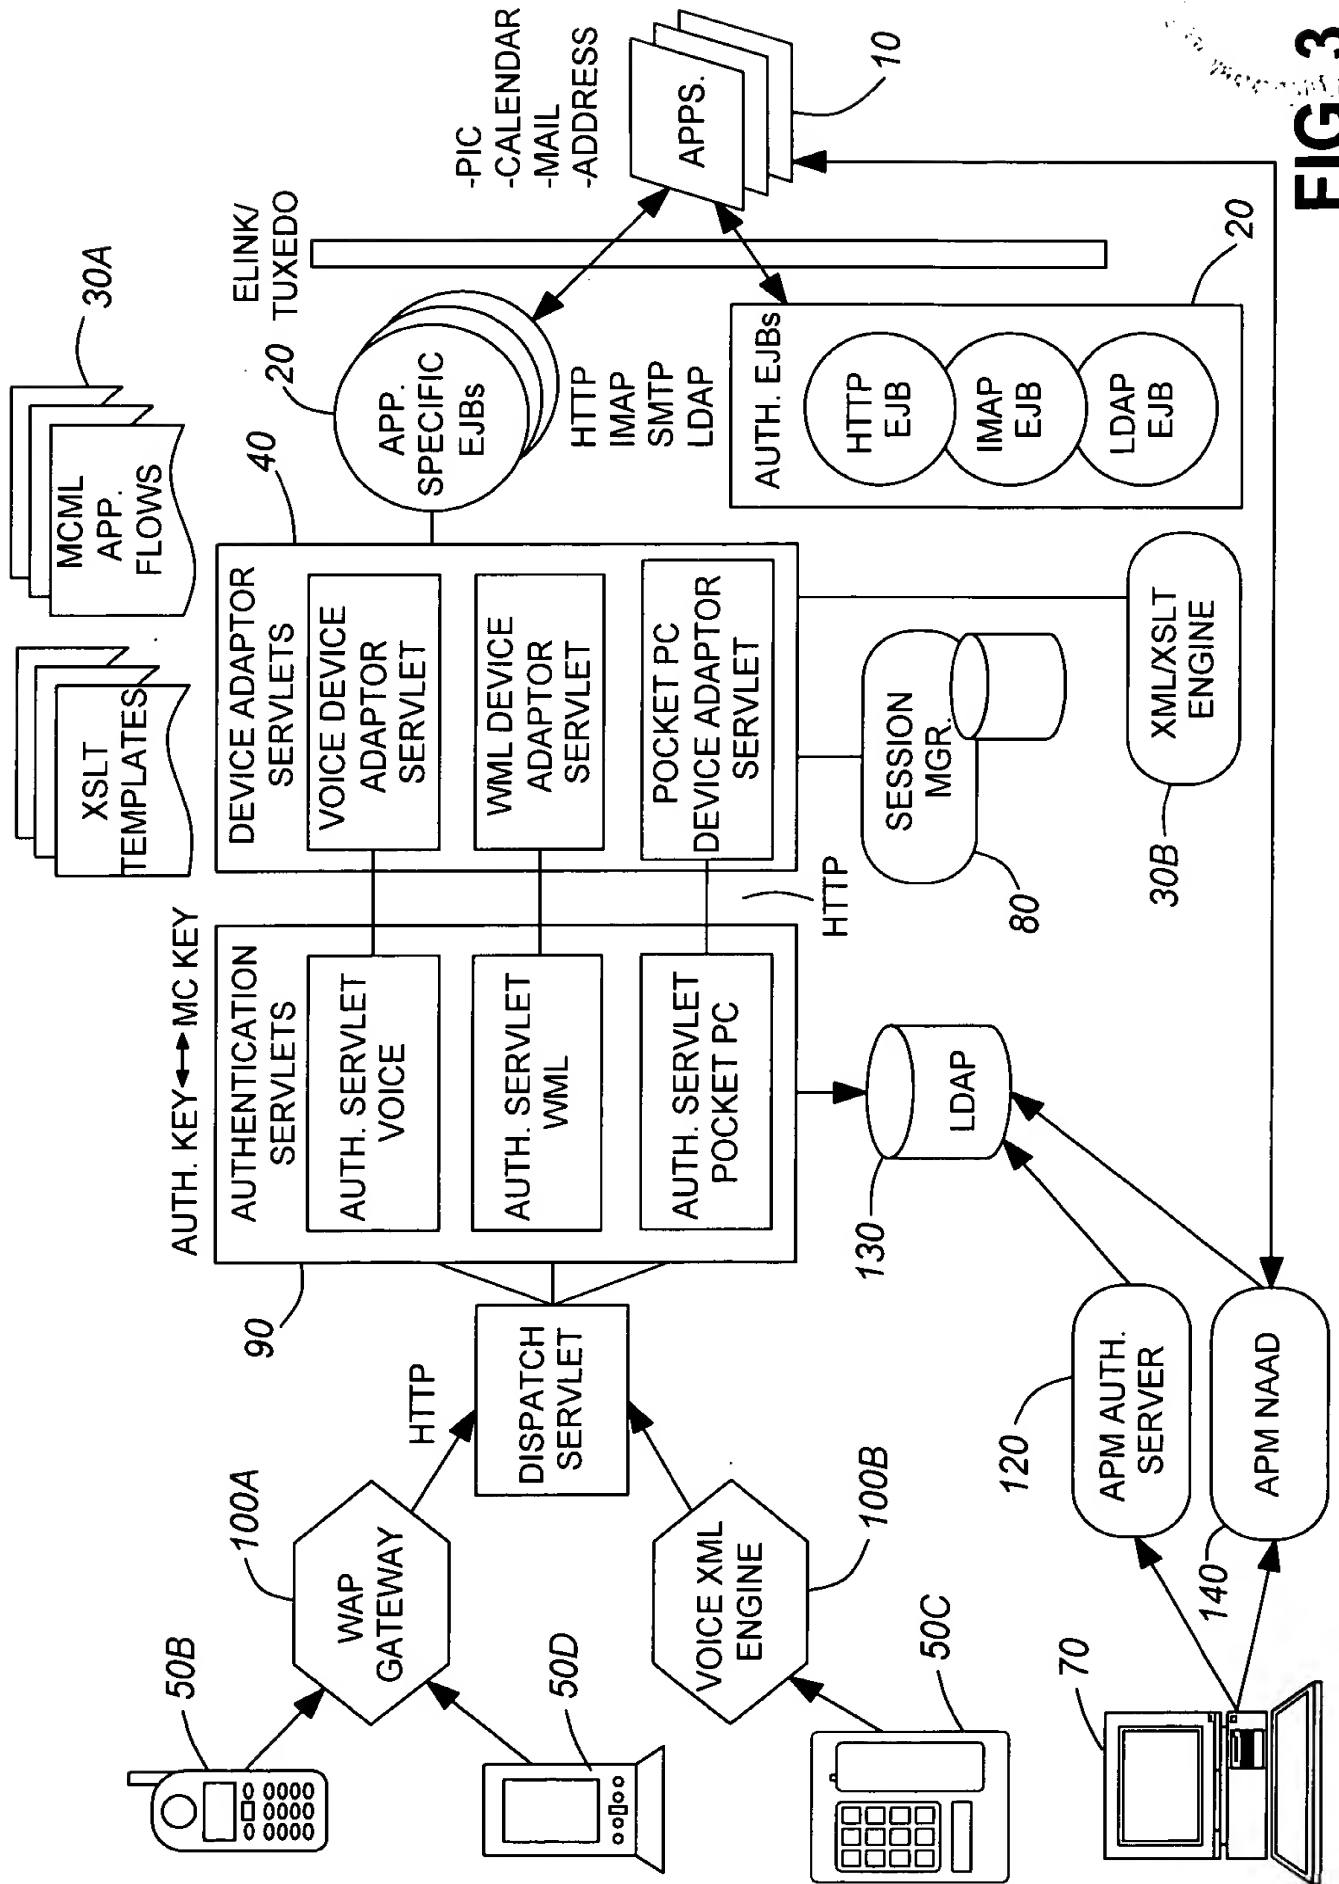 50B
50D
50C
70
100A
WAP
GATEWAY
VOICE XML
ENGINE
100B
HTTP
DISPATCH
SERVLET
120
APM AUTH.
SERVER
140
APM NAAD
AUTH. KEY↔MC KEY
90
AUTHENTICATION
SERVLETS
AUTH. SERVLET
VOICE
AUTH. SERVLET
WML
AUTH. SERVLET
POCKET PC
130
LDAP
HTTP
XSLT
TEMPLATES
MCML
APP.
FLOWS
30A
DEVICE ADAPTOR
SERVLETS
40
VOICE DEVICE
ADAPTOR
SERVLET
WML DEVICE
ADAPTOR
SERVLET
POCKET PC
DEVICE ADAPTOR
SERVLET
80
SESSION
MGR.
30B
XML/XSLT
ENGINE
20
APP.
SPECIFIC
EJBs
ELINK/
TUXEDO
HTTP
IMAP
SMTP
LDAP
AUTH. EJBs
HTTP
EJB
IMAP
EJB
LDAP
EJB
20
-PIC
-CALENDAR
-MAIL
-ADDRESS
APPS.
10
FIG. 3